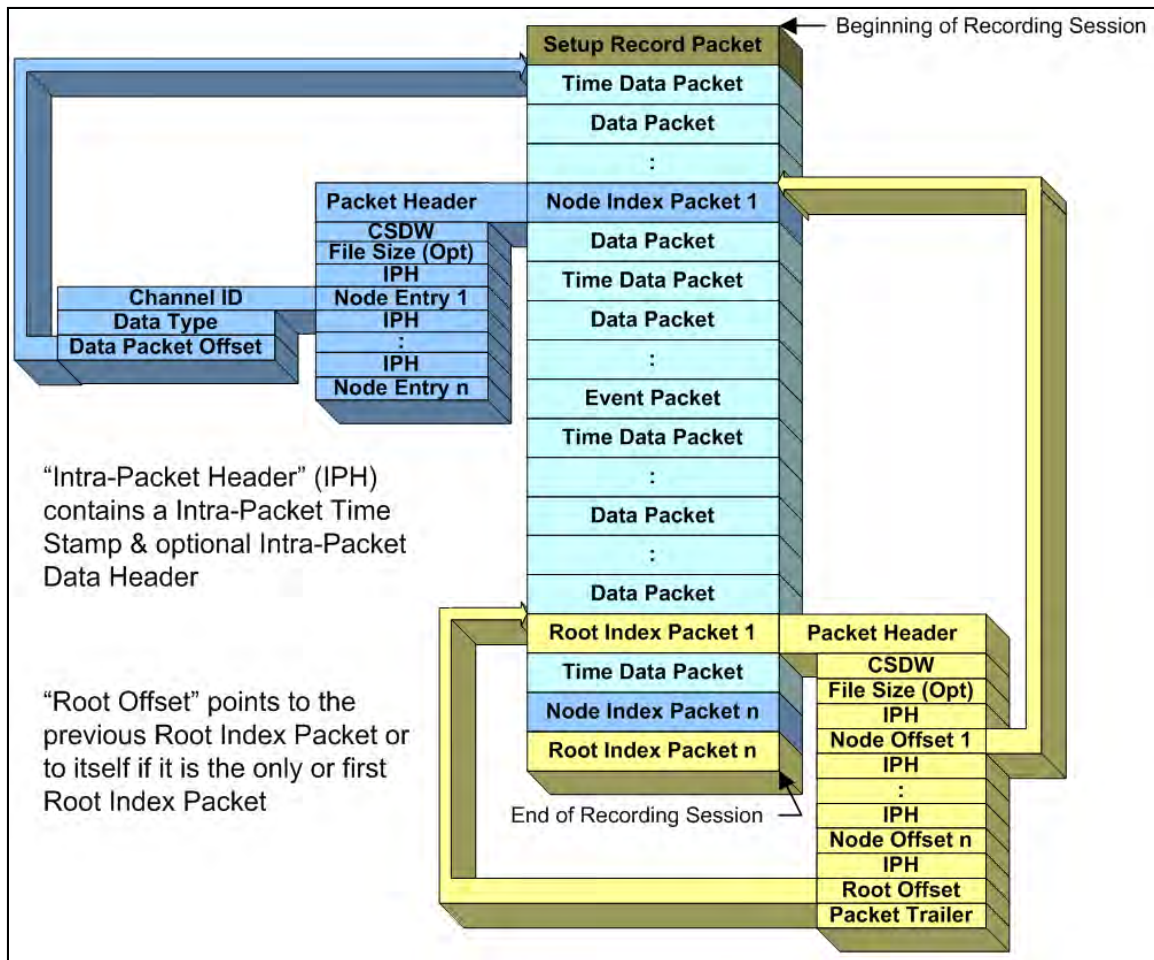 Beginning of Recording Session
Setup Record Packet
Time Data Packet
Data Packet
:
Node Index Packet 1
Data Packet
Time Data Packet
Data Packet
:
Event Packet
Time Data Packet
:
Data Packet
:
Data Packet
Root Index Packet 1
Time Data Packet
Node Index Packet n
Root Index Packet n
End of Recording Session
Packet Header
CSDW
File Size (Opt)
IPH
Node Entry 1
IPH
:
IPH
Node Entry n
Channel ID
Data Type
Data Packet Offset
“Intra-Packet Header” (IPH)
contains a Intra-Packet Time
Stamp & optional Intra-Packet
Data Header
“Root Offset” points to the
previous Root Index Packet or
to itself if it is the only or first
Root Index Packet
Packet Header
CSDW
File Size (Opt)
IPH
Node Offset 1
IPH
:
IPH
Node Offset n
IPH
Root Offset
Packet Trailer